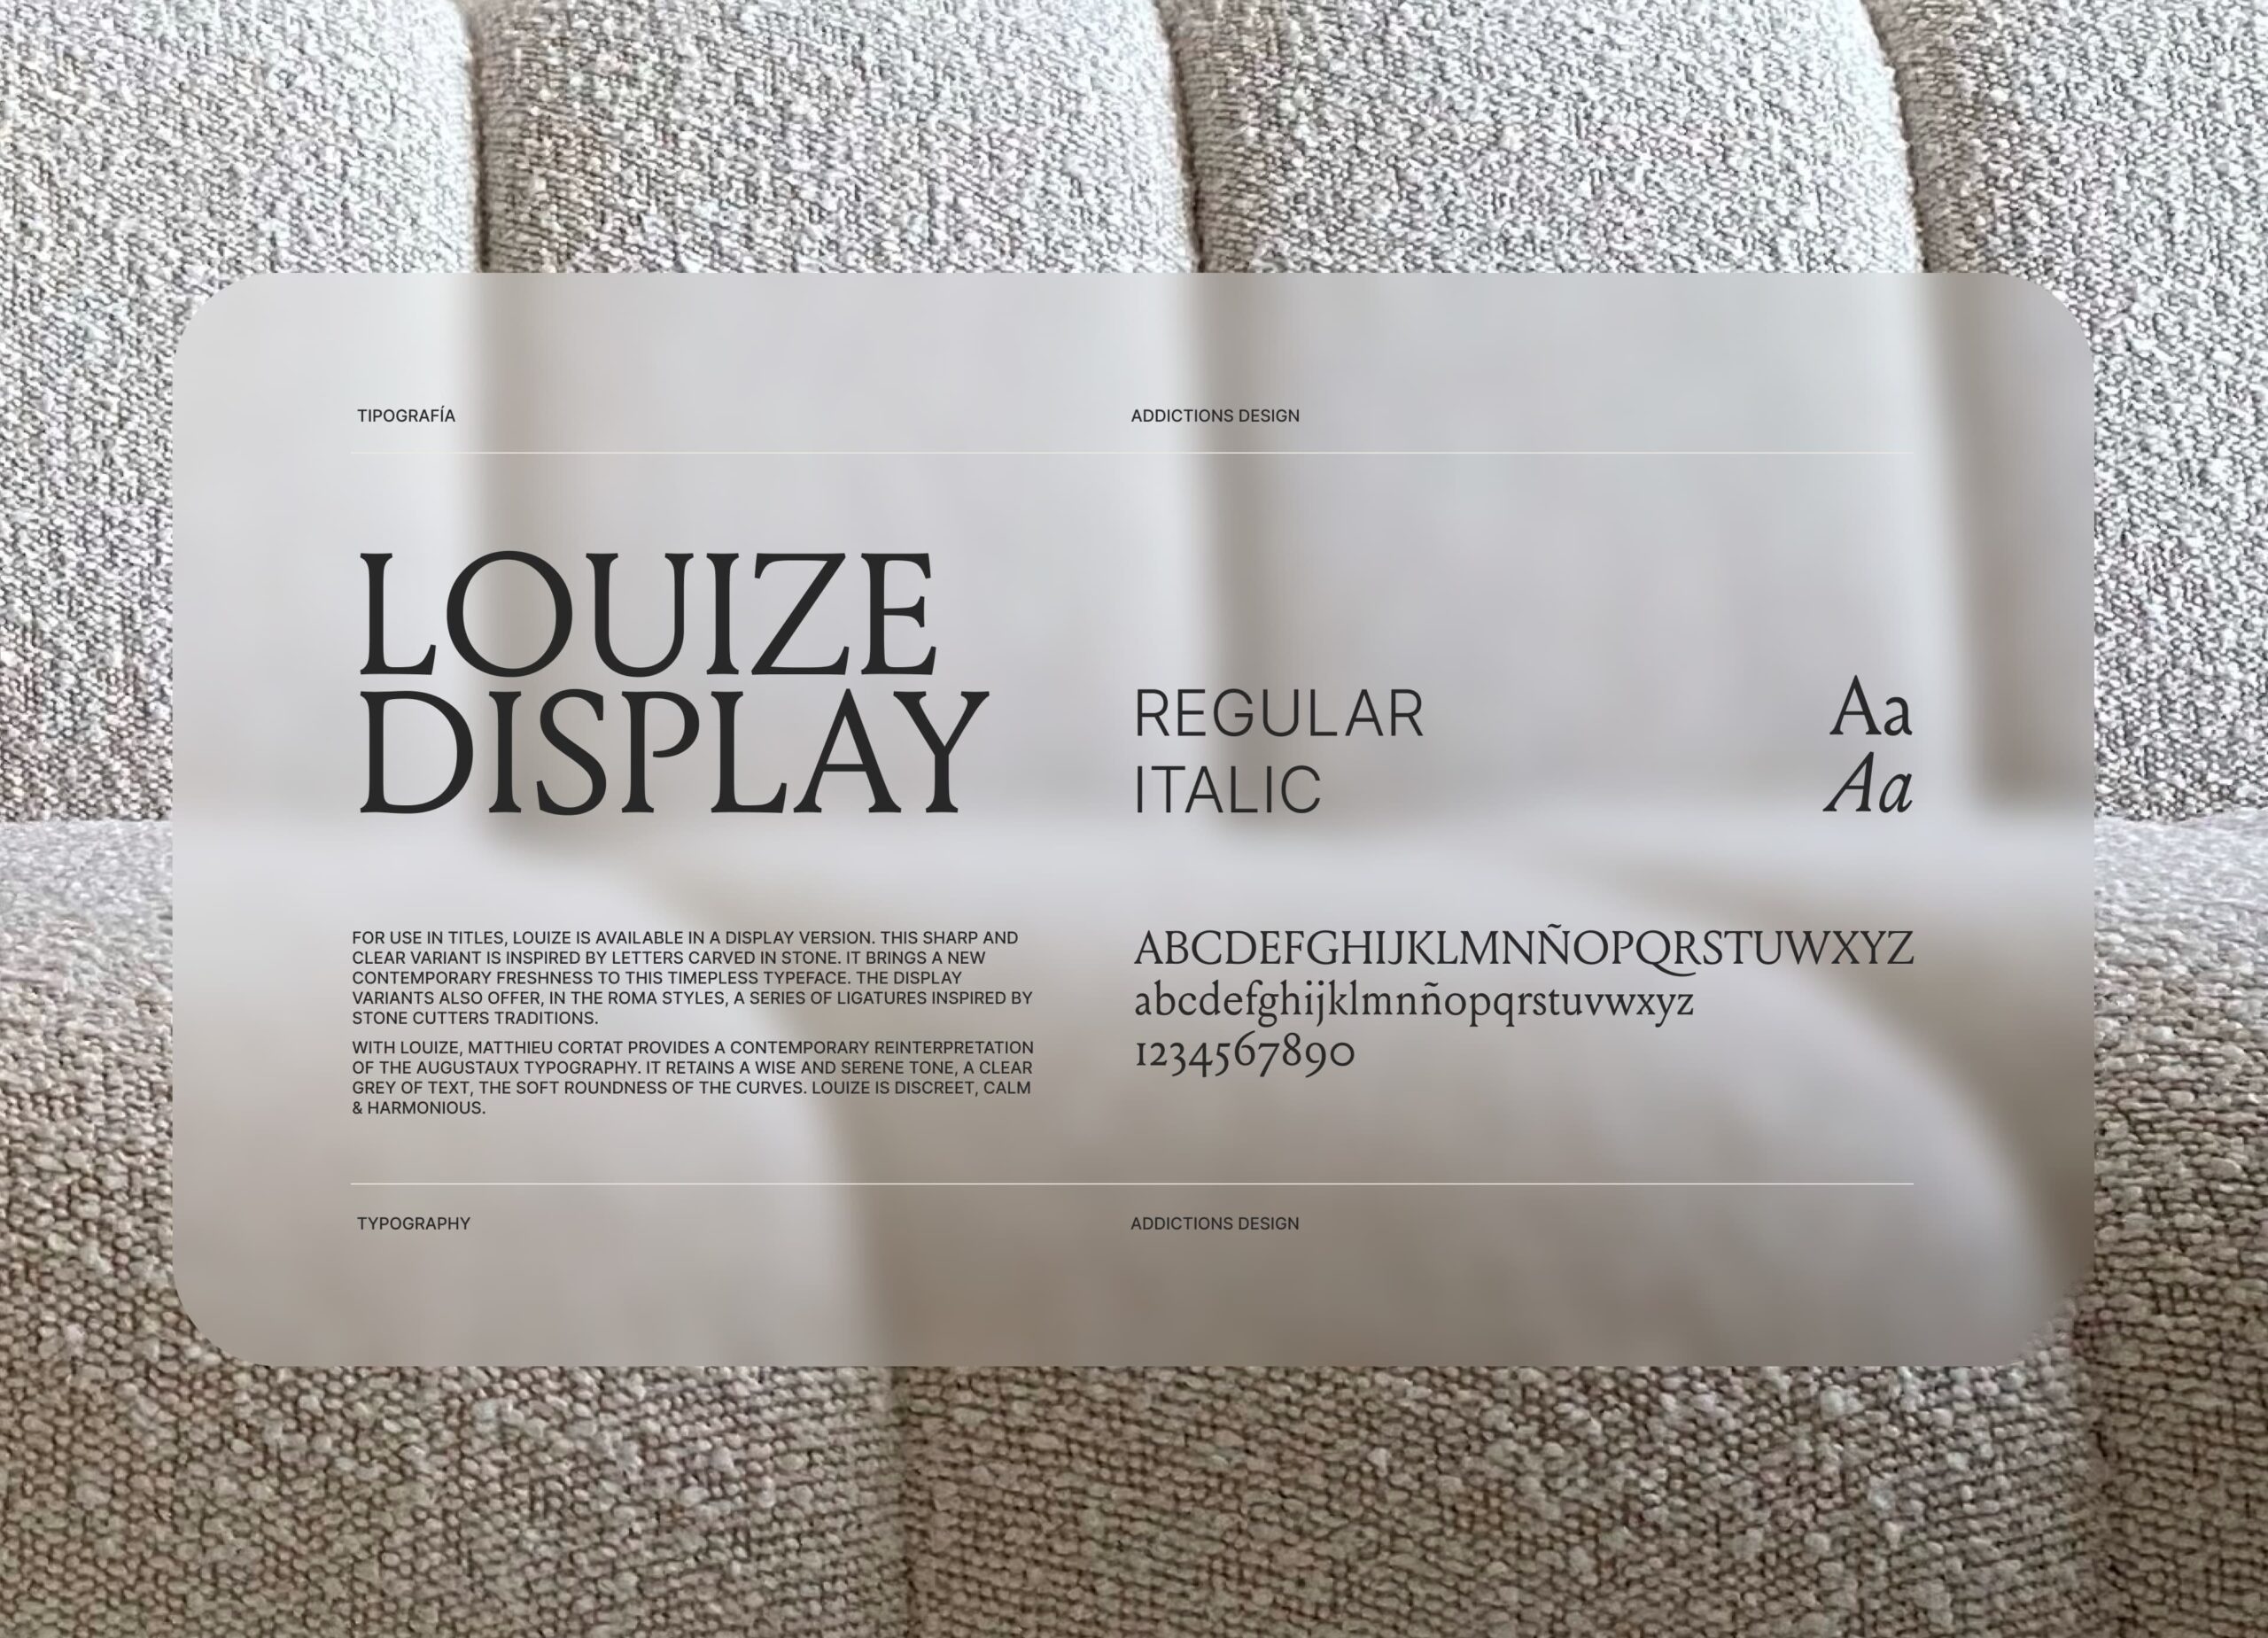 TIPOGRAFÍA
ADDICTIONS DESIGN
LOUIZE
DISPLAY
REGULAR
ITALIC
Aa
Aa
FOR USE IN TITLES, LOUIZE IS AVAILABLE IN A DISPLAY VERSION. THIS SHARP AND
CLEAR VARIANT IS INSPIRED BY LETTERS CARVED IN STONE. IT BRINGS A NEW
CONTEMPORARY FRESHNESS TO THIS TIMEPLESS TYPEFACE. THE DISPLAY
VARIANTS ALSO OFFER, IN THE ROMA STYLES, A SERIES OF LIGATURES INSPIRED BY
STONE CUTTERS TRADITIONS.
WITH LOUIZE, MATTHIEU CORTAT PROVIDES A CONTEMPORARY REINTERPRETATION
OF THE AUGUSTAUX TYPOGRAPHY. IT RETAINS A WISE AND SERENE TONE, A CLEAR
GREY OF TEXT, THE SOFT ROUNDNESS OF THE CURVES. LOUIZE IS DISCREET, CALM
& HARMONIOUS.
ABCDEFGHIJKLMNÑOPQRSTUWXYZ
abcdefghijklmnñopqrstuvwxyz
1234567890
TYPOGRAPHY
ADDICTIONS DESIGN